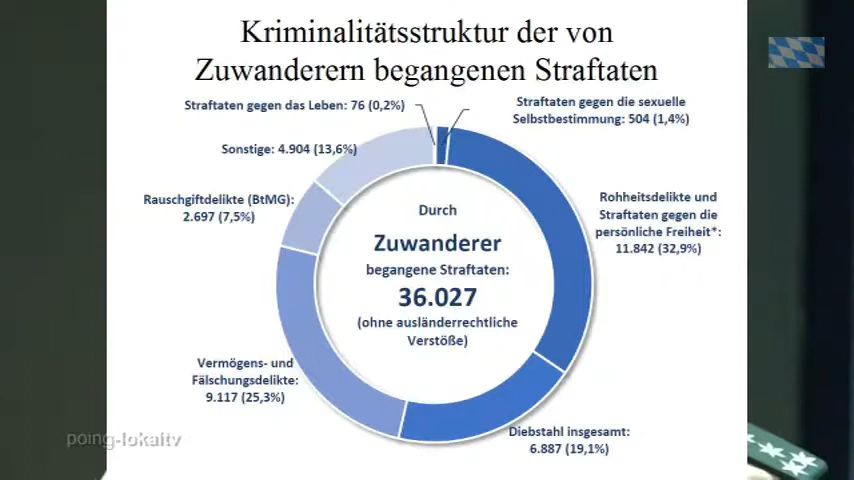 Kriminalitätsstruktur der von
Zuwanderern begangenen Straftaten
Straftaten gegen das Leben: 76 (0,2%)
Straftaten gegen die sexuelle
Selbstbestimmung: 504 (1,4%)
Sonstige: 4.904 (13,6%)
Rauschgiftdelikte (BtMG):
2.697 (7,5%)
Rohheitsdelikte und
Straftaten gegen die
persönliche Freiheit*:
11.842 (32,9%)
Durch
Zuwanderer
begangene Straftaten:
36.027
(ohne ausländerrechtliche
Verstöße)
Vermögens- und
Fälschungsdelikte:
9.117 (25,3%)
Diebstahl insgesamt:
6.887 (19,1%)
poing-lokaltv